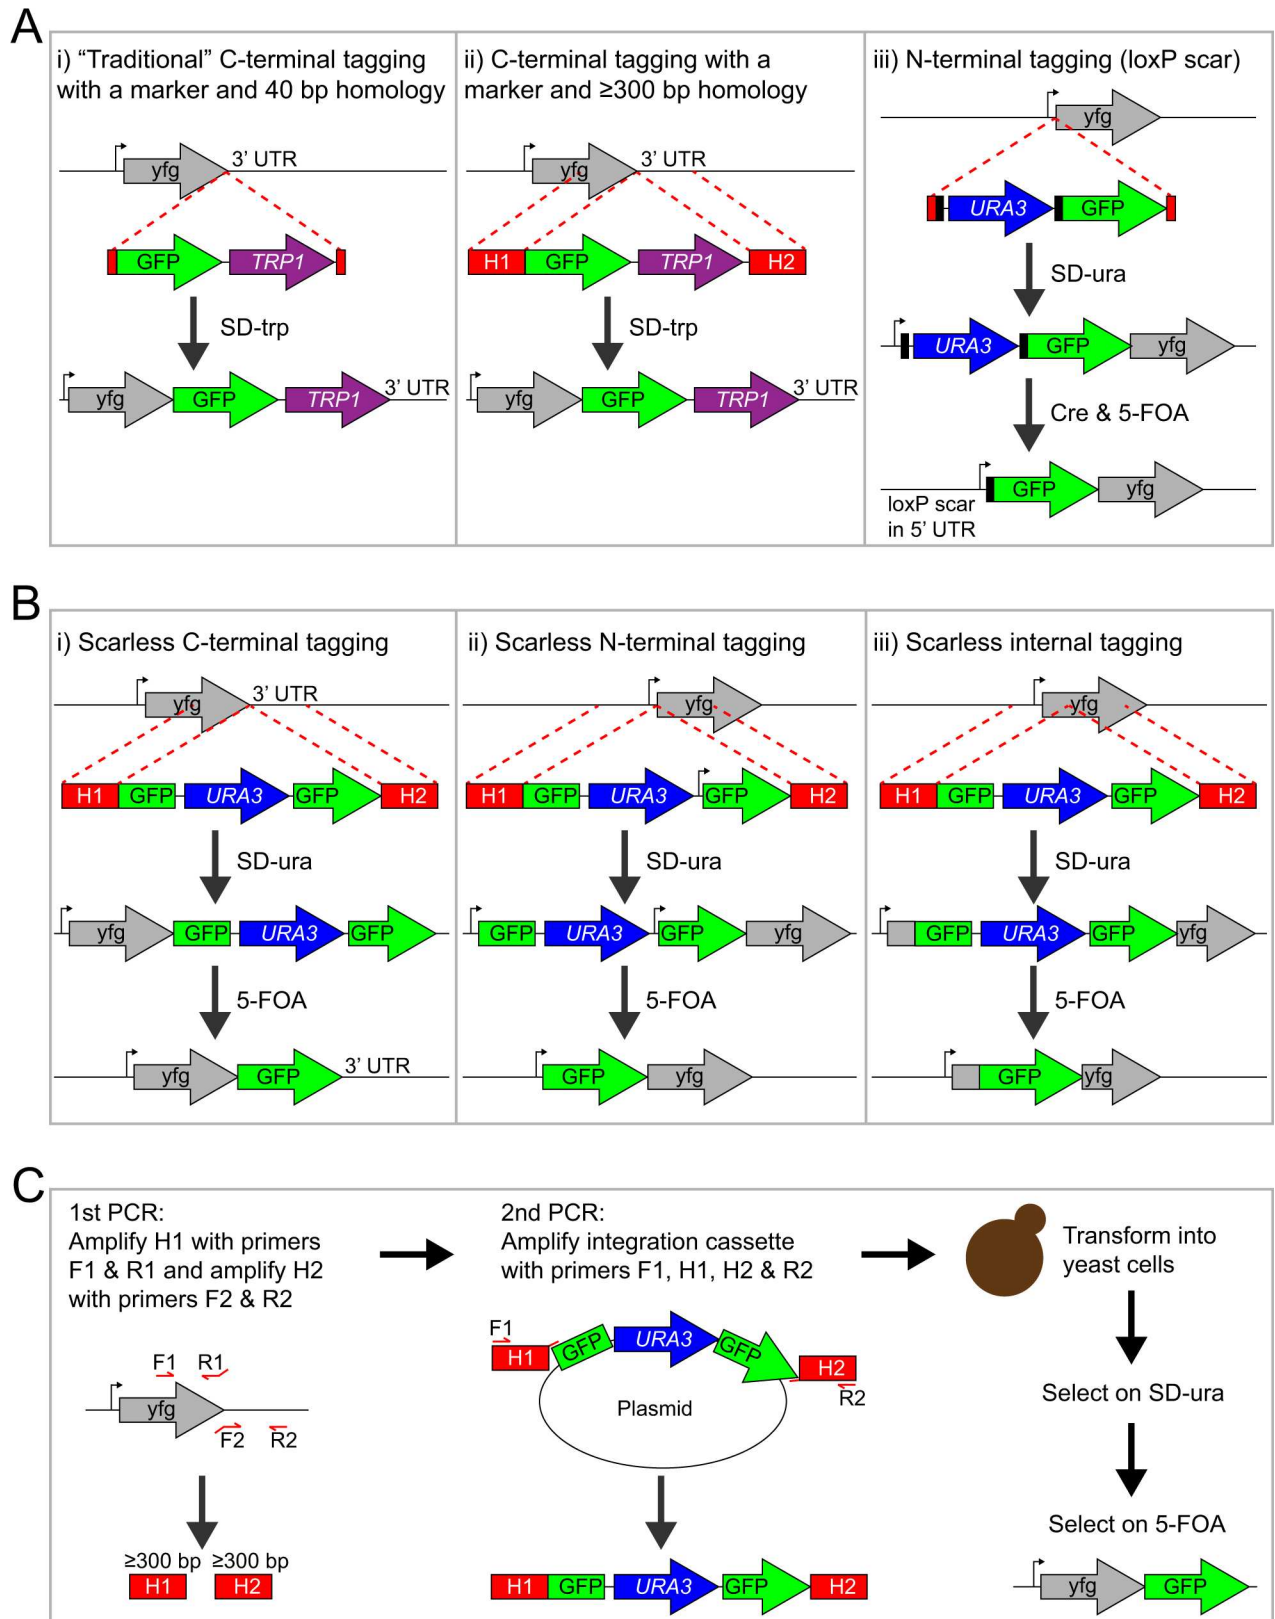 A
i) “Traditional” C-terminal tagging
with a marker and 40 bp homology
yfg
3’ UTR
GFP
TRP1
SD-trp
yfg
GFP
TRP1
3’ UTR
ii) C-terminal tagging with a
marker and ≥300 bp homology
yfg
3’ UTR
H1
GFP
TRP1
H2
SD-trp
yfg
GFP
TRP1
3’ UTR
iii) N-terminal tagging (loxP scar)
yfg
URA3
GFP
SD-ura
URA3
GFP
yfg
Cre & 5-FOA
GFP
yfg
loxP scar
in 5’ UTR
B
i) Scarless C-terminal tagging
yfg
3’ UTR
H1
GFP
URA3
GFP
H2
SD-ura
yfg
GFP
URA3
GFP
5-FOA
yfg
GFP
3’ UTR
ii) Scarless N-terminal tagging
yfg
H1
GFP
URA3
GFP
H2
SD-ura
GFP
URA3
GFP
yfg
5-FOA
GFP
yfg
iii) Scarless internal tagging
yfg
H1
GFP
URA3
GFP
H2
SD-ura
GFP
URA3
GFP
yfg
5-FOA
GFP
yfg
C
1st PCR:
Amplify H1 with primers
F1 & R1 and amplify H2
with primers F2 & R2
F1
R1
yfg
F2
R2
≥300 bp
≥300 bp
H1
H2
2nd PCR:
Amplify integration cassette
with primers F1, H1, H2 & R2
F1
H1
GFP
URA3
GFP
H2
R2
Plasmid
H1
GFP
URA3
GFP
H2
Transform into
yeast cells
Select on SD-ura
Select on 5-FOA
yfg
GFP